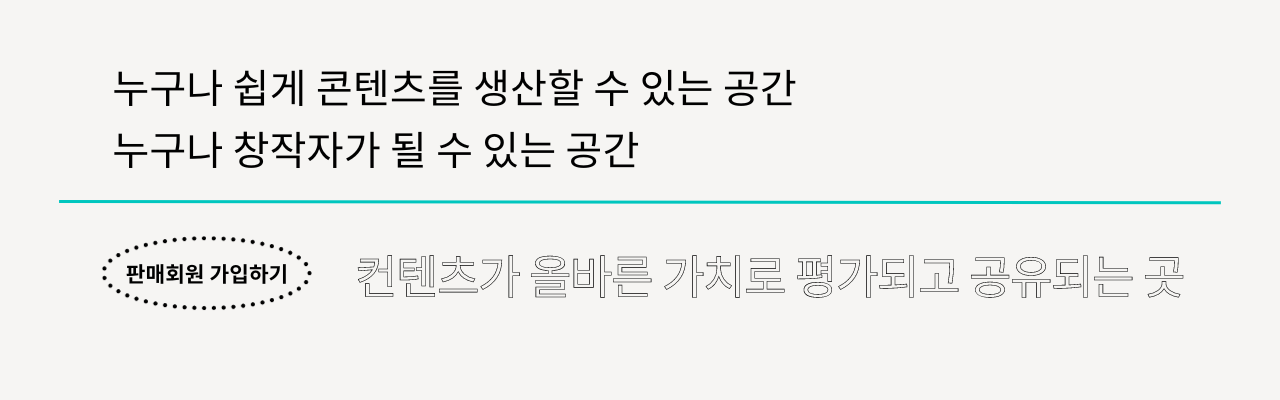 누구나 쉽게 콘텐츠를 생산할 수 있는 공간
누구나 창작자가 될 수 있는 공간
판매회원 가입하기
컨텐츠가 올바른 가치로 평가되고 공유되는 곳